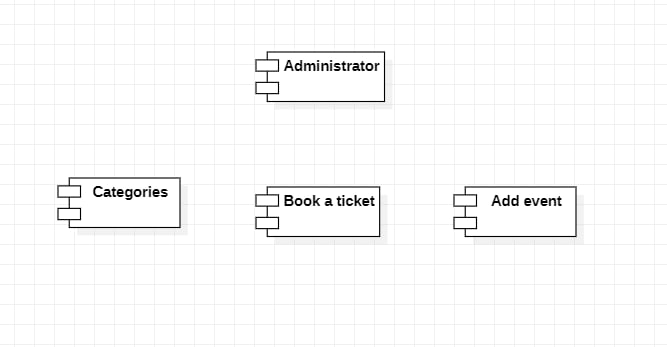 Administrator
Categories
Book a ticket
Add event